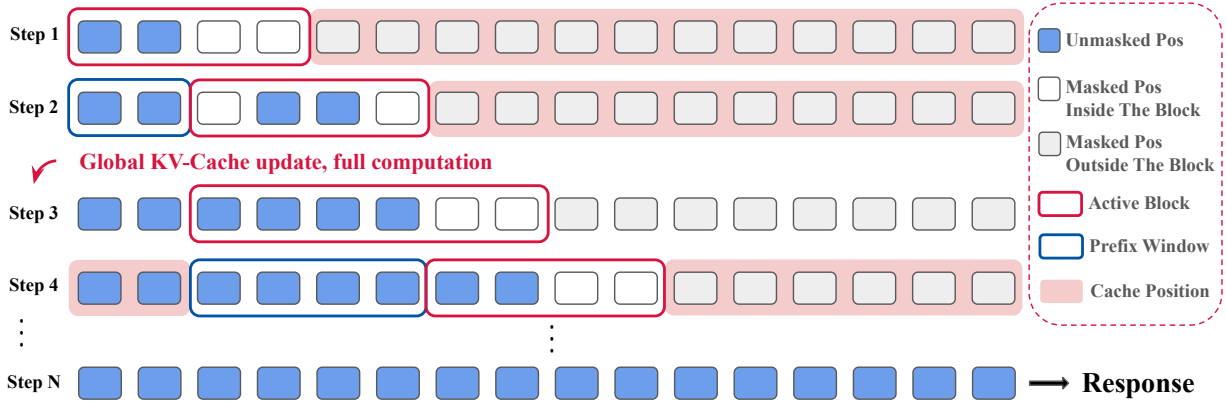 Step 1
Step 2
Global KV-Cache update, full computation
Step 3
Step 4
Step N
Response
Unmasked Pos
Masked Pos
Inside The Block
Masked Pos
Outside The Block
Active Block
Prefix Window
Cache Position